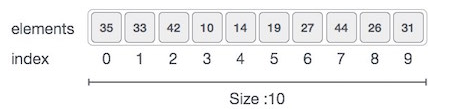 elements 35 33 42 10 14 19 27 44 26 31
index 0 1 2 3 4 5 6 7 8 9
Size :10